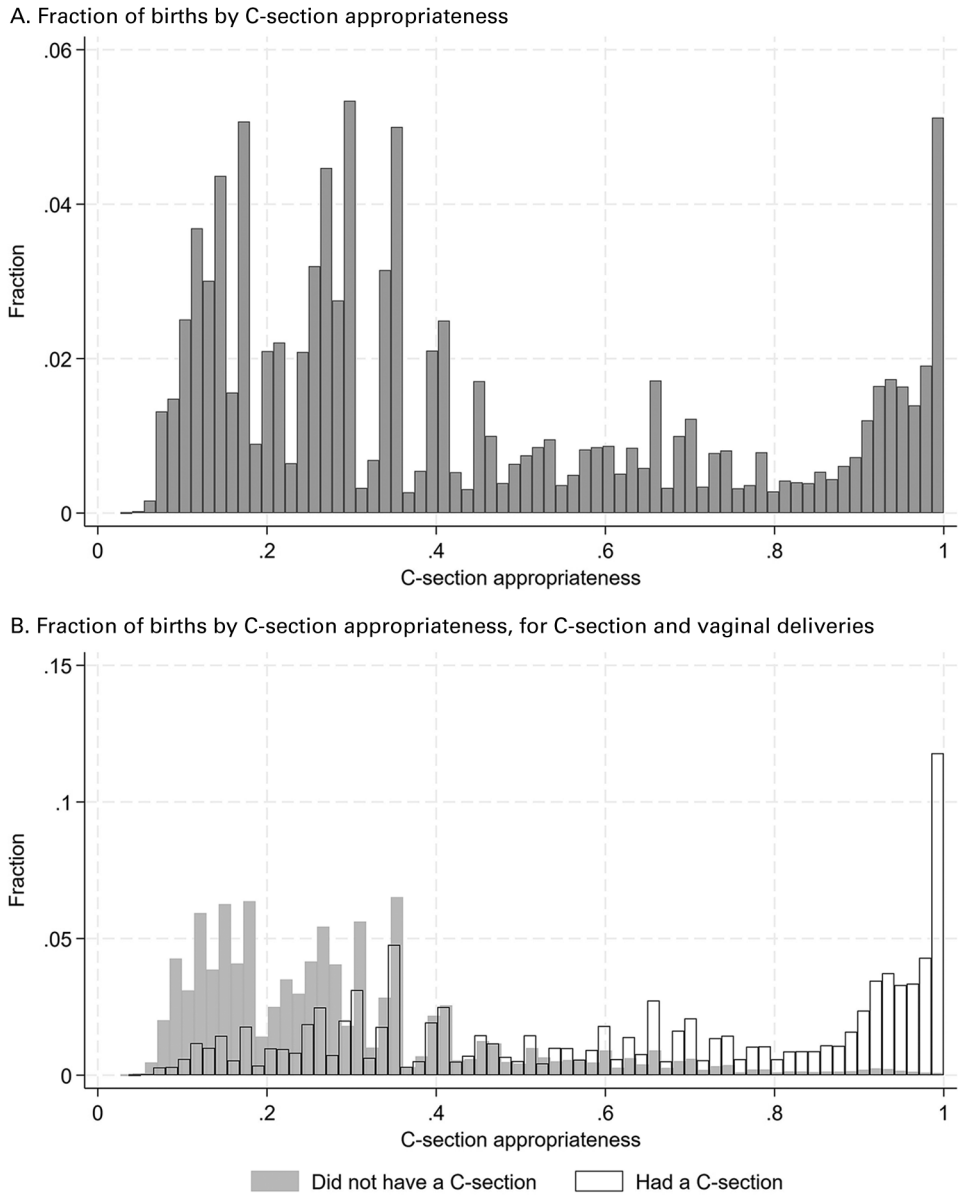 A. Fraction of births by C-section appropriateness
.06
.04
.02
0
Fraction
0 .2 .4 .6 .8 1
C-section appropriateness
B. Fraction of births by C-section appropriateness, for C-section and vaginal deliveries
.15
.1
.05
0
Fraction
0 .2 .4 .6 .8 1
C-section appropriateness
Did not have a C-section Had a C-section